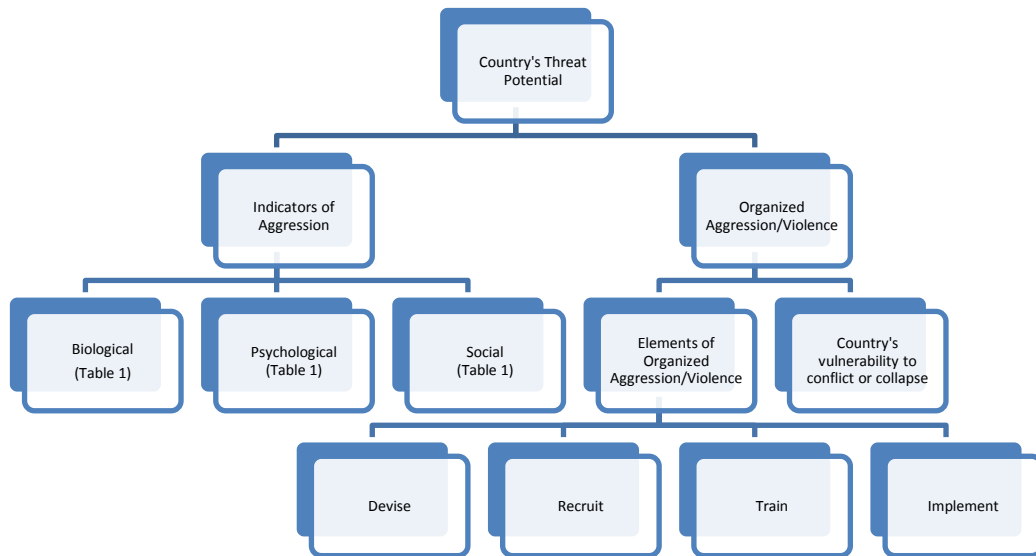 Country's Threat
Potential
Indicators of
Aggression
Organized
Aggression/Violence
Biological
(Table 1)
Psychological
(Table 1)
Social
(Table 1)
Elements of
Organized
Aggression/Violence
Country's
vulnerability to
conflict or collapse
Devise
Recruit
Train
Implement